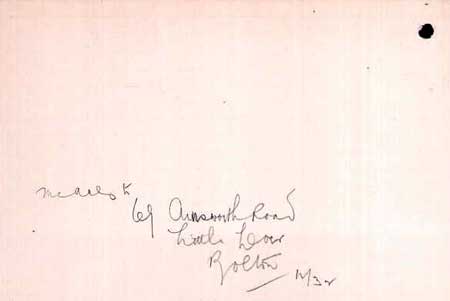 69 Ainsworth Road
Little Lever
Bolton